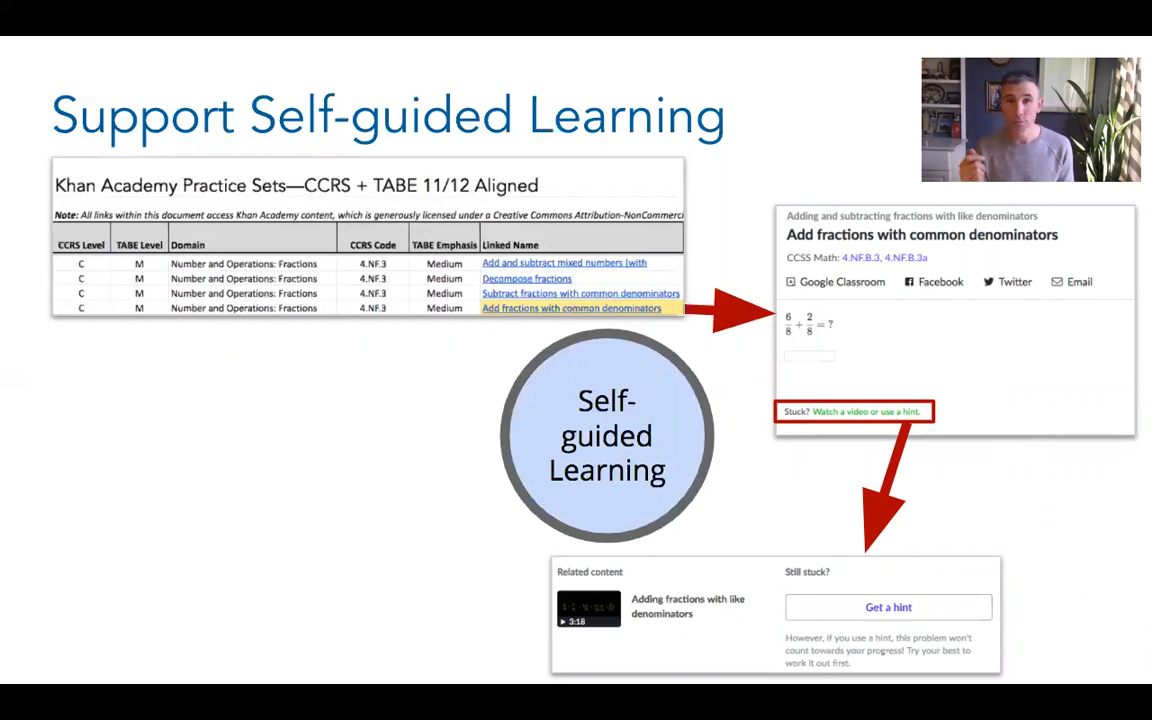 Support Self-guided Learning
Khan Academy Practice Sets—CCRS + TABE 11/12 Aligned
Note: All links within this document access Khan Academy content, which is generously licensed under a Creative Commons Attribution-NonCommerci
CCRS Level TABE Level Domain CCRS Code TABE Emphasis Linked Name
C M Number and Operations: Fractions 4.NF.3 Medium Add and subtract mixed numbers (with
C M Number and Operations: Fractions 4.NF.3 Medium Decompose fractions
C M Number and Operations: Fractions 4.NF.3 Medium Subtract fractions with common denominators
C M Number and Operations: Fractions 4.NF.3 Medium Add fractions with common denominators
Adding and subtracting fractions with like denominators
Add fractions with common denominators
CCSS Math: 4.NF.B.3, 4.NF.B.3a
Google Classroom Facebook Twitter Email
6/8 + 2/8 = ?
Stuck? Watch a video or use a hint.
Self-
guided
Learning
Related content
3:18
Adding fractions with like
denominators
Still stuck?
Get a hint
However, if you use a hint, this problem won't
count towards your progress! Try your best to
work it out first.